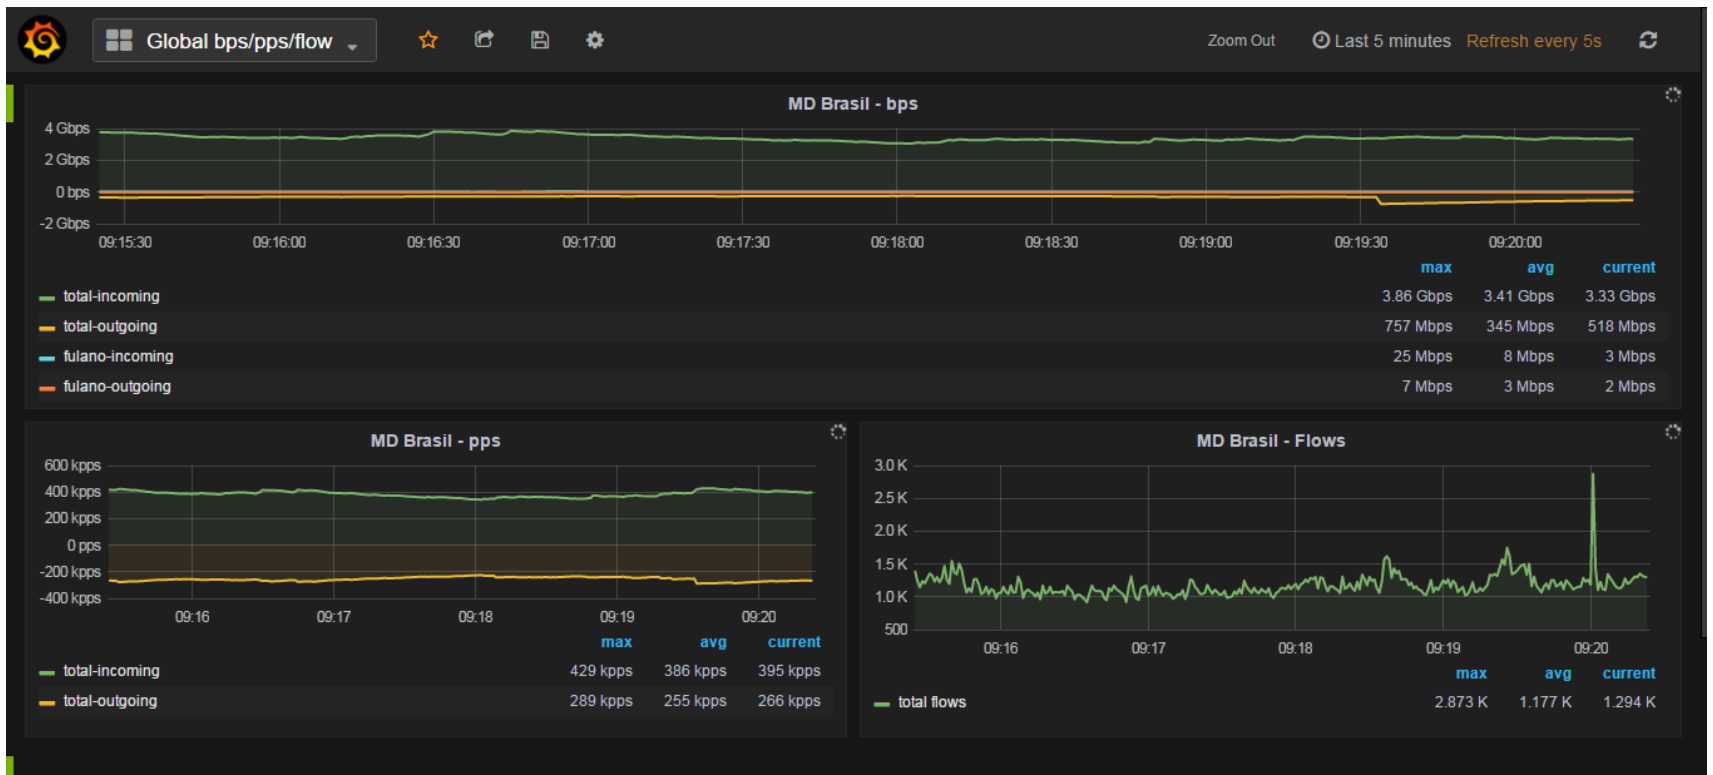 Global bps/pps/flow
Zoom Out Last 5 minutes Refresh every 5s
MD Brasil - bps
4 Gbps
2 Gbps
0 bps
-2 Gbps
09:15:30 09:16:00 09:16:30 09:17:00 09:17:30 09:18:00 09:18:30 09:19:00 09:19:30 09:20:00
max avg current
total-incoming 3.86 Gbps 3.41 Gbps 3.33 Gbps
total-outgoing 757 Mbps 345 Mbps 518 Mbps
fulano-incoming 25 Mbps 8 Mbps 3 Mbps
fulano-outgoing 7 Mbps 3 Mbps 2 Mbps
MD Brasil - pps
600 kpps
400 kpps
200 kpps
0 pps
-200 kpps
-400 kpps
09:16 09:17 09:18 09:19 09:20
max avg current
total-incoming 429 kpps 386 kpps 395 kpps
total-outgoing 289 kpps 255 kpps 266 kpps
MD Brasil - Flows
3.0 K
2.5 K
2.0 K
1.5 K
1.0 K
500
09:16 09:17 09:18 09:19 09:20
max avg current
total flows 2.873 K 1.177 K 1.294 K